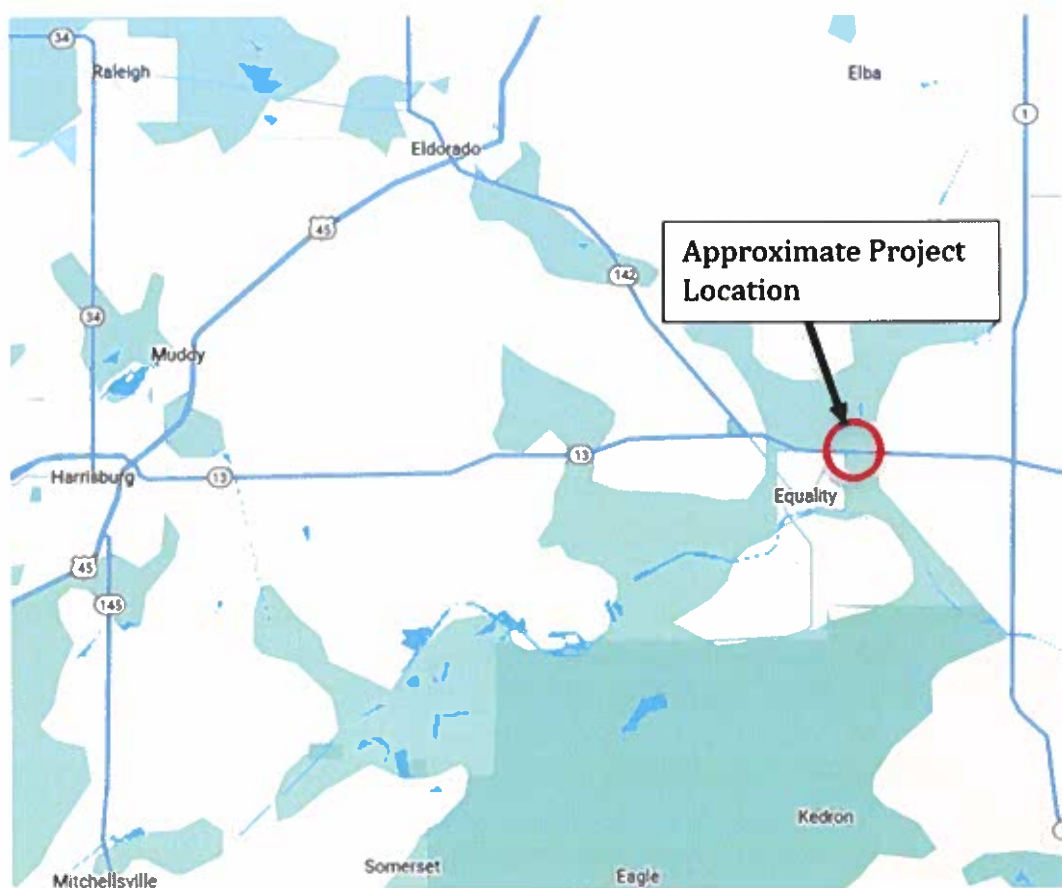 34
Raleigh
Elba
1
Eldorado
45
Approximate Project
Location
142
34
Muddy
13
Harrisburg
13
Equality
45
145
Kedron
Somerset
Eagle
Mitchellsville